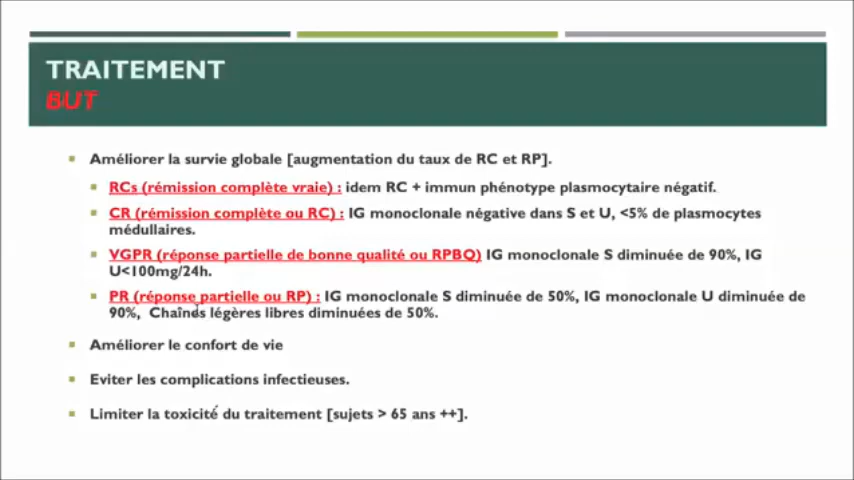 TRAITEMENT
BUT
Améliorer la survie globale [augmentation du taux de RC et RP].
RCs (rémission complète vraie) : idem RC + immun phénotype plasmocytaire négatif.
CR (rémission complète ou RC) : IG monoclonale négative dans S et U, <5% de plasmocytes
médullaires.
VGPR (réponse partielle de bonne qualité ou RPBQ) IG monoclonale S diminuée de 90%, IG
U<100mg/24h.
PR (réponse partielle ou RP) : IG monoclonale S diminuée de 50%, IG monoclonale U diminuée de
90%, Chaînes légères libres diminuées de 50%.
Améliorer le confort de vie
Eviter les complications infectieuses.
Limiter la toxicité du traitement [sujets > 65 ans ++].